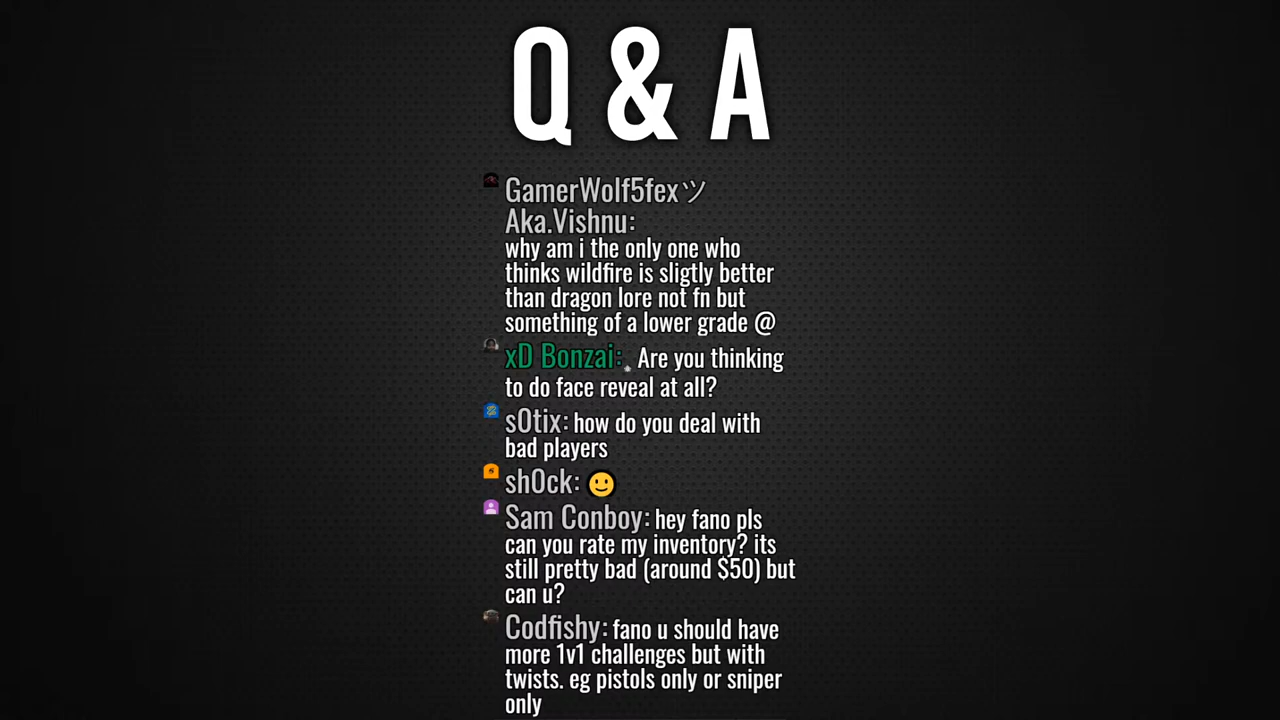 Q & A
GamerWolf5fexツ
Aka.Vishnu:
why am i the only one who
thinks wildfire is sligtly better
than dragon lore not fn but
something of a lower grade @
xD Bonzai: Are you thinking
to do face reveal at all?
s0tix: how do you deal with
bad players
sh0ck: 🙂
Sam Conboy: hey fano pls
can you rate my inventory? its
still pretty bad (around $50) but
can u?
Codfishy: fano u should have
more 1v1 challenges but with
twists. eg pistols only or sniper
only